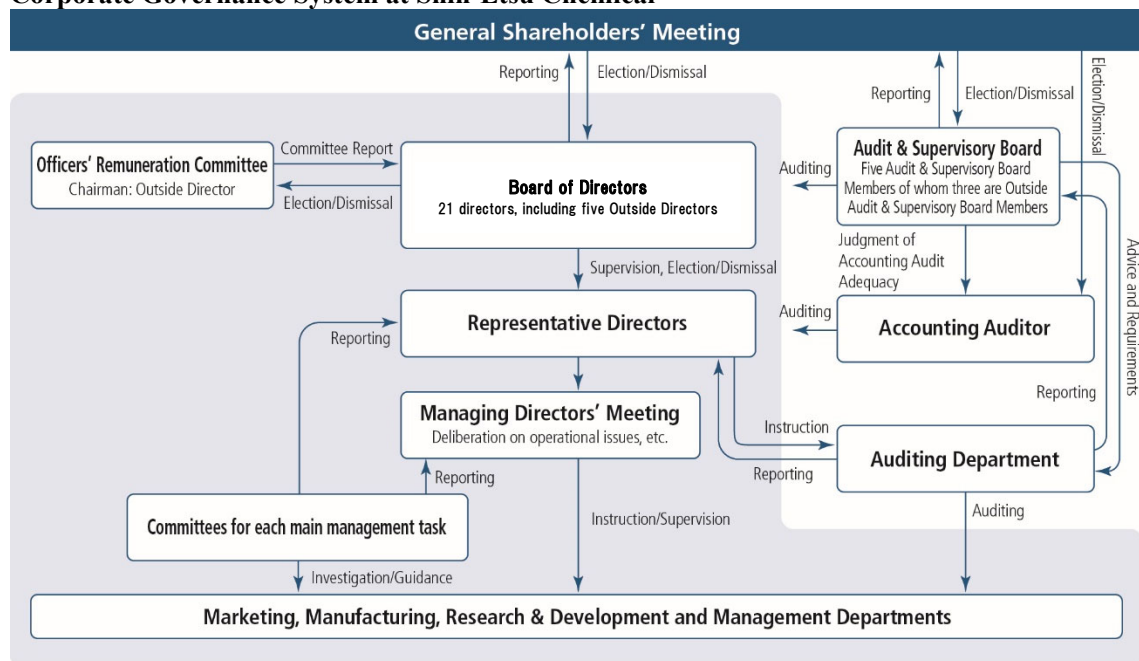 Corporate Governance System at Shin-Etsu Chemical
General Shareholders' Meeting
Reporting
Election/Dismissal
Reporting
Election/Dismissal
Election/Dismissal
Officers' Remuneration Committee
Chairman: Outside Director
Committee Report
Election/Dismissal
Board of Directors
21 directors, including five Outside Directors
Auditing
Audit & Supervisory Board
Five Audit & Supervisory Board
Members of whom three are Outside
Audit & Supervisory Board Members
Supervision, Election/Dismissal
Judgment of
Accounting Audit
Adequacy
Advice and Requirements
Reporting
Representative Directors
Auditing
Accounting Auditor
Managing Directors' Meeting
Deliberation on operational issues, etc.
Reporting
Instruction
Reporting
Auditing Department
Reporting
Committees for each main management task
Instruction/Supervision
Auditing
Investigation/Guidance
Marketing, Manufacturing, Research & Development and Management Departments